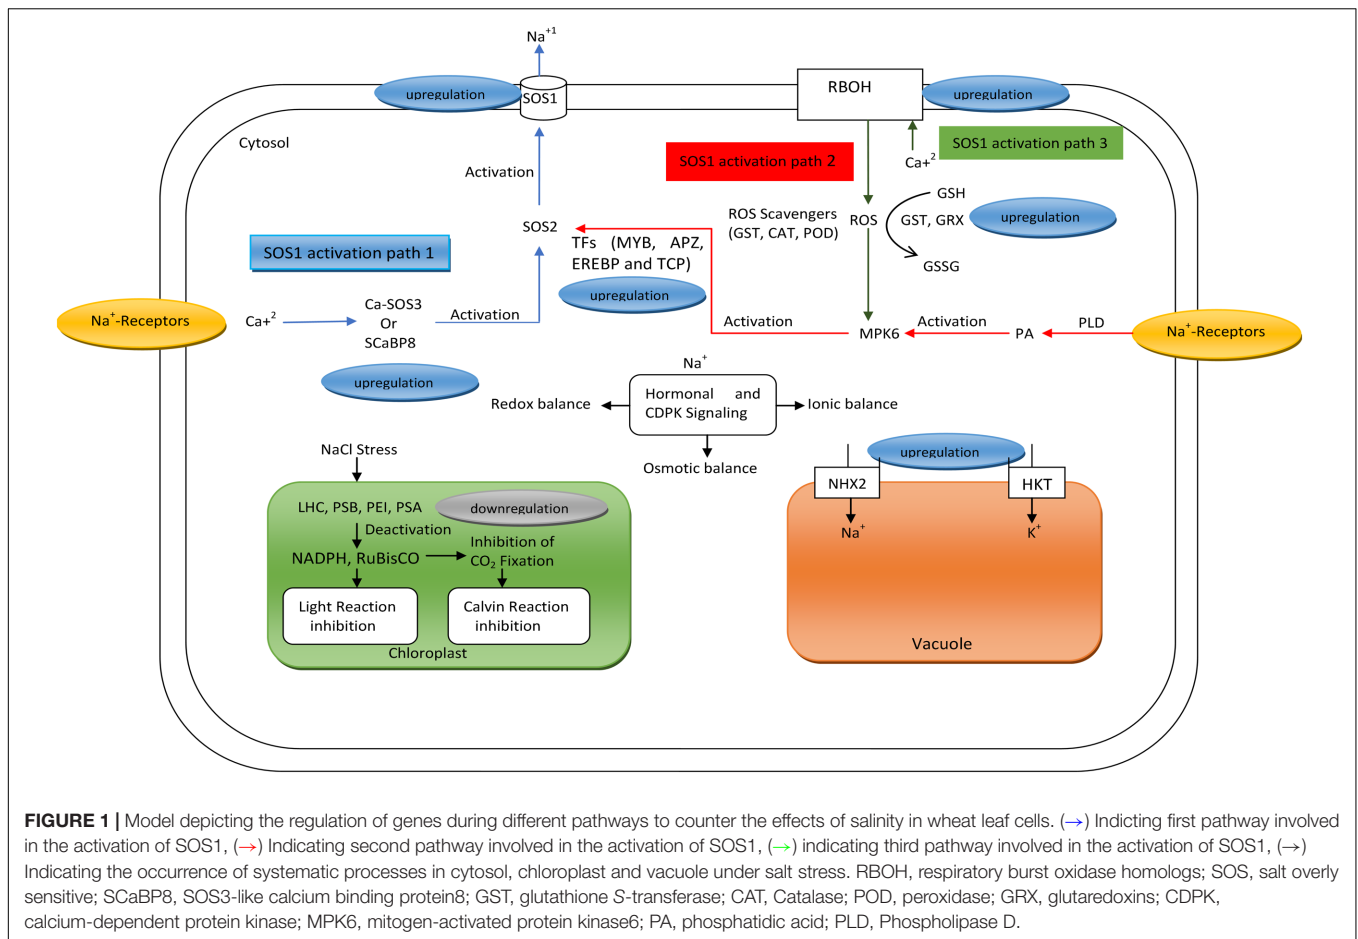 Na+1
upregulation
SOS1
RBOH
upregulation
Cytosol
SOS1 activation path 2
Ca+2
SOS1 activation path 3
Activation
GSH
ROS Scavengers
(GST, CAT, POD)
ROS
GST, GRX
upregulation
SOS2
TFs (MYB, APZ,
EREBP and TCP)
GSSG
SOS1 activation path 1
upregulation
Na+-Receptors
Ca+2
Ca-SOS3
Or
SCaBP8
Activation
Activation
MPK6
Activation
PA
PLD
Na+-Receptors
upregulation
Na+
Hormonal and
CDPK Signaling
Redox balance
Ionic balance
Osmotic balance
NaCl Stress
LHC, PSB, PEI, PSA
downregulation
Deactivation
NADPH, RuBisCO
Inhibition of
CO2 Fixation
Light Reaction
inhibition
Calvin Reaction
inhibition
Chloroplast
upregulation
NHX2
HKT
Na+
K+
Vacuole
FIGURE 1 | Model depicting the regulation of genes during different pathways to counter the effects of salinity in wheat leaf cells. (→) Indicting first pathway involved
in the activation of SOS1, (→) Indicating second pathway involved in the activation of SOS1, (→) indicating third pathway involved in the activation of SOS1, (→)
Indicating the occurrence of systematic processes in cytosol, chloroplast and vacuole under salt stress. RBOH, respiratory burst oxidase homologs; SOS, salt overly
sensitive; SCaBP8, SOS3-like calcium binding protein8; GST, glutathione S-transferase; CAT, Catalase; POD, peroxidase; GRX, glutaredoxins; CDPK,
calcium-dependent protein kinase; MPK6, mitogen-activated protein kinase6; PA, phosphatidic acid; PLD, Phospholipase D.